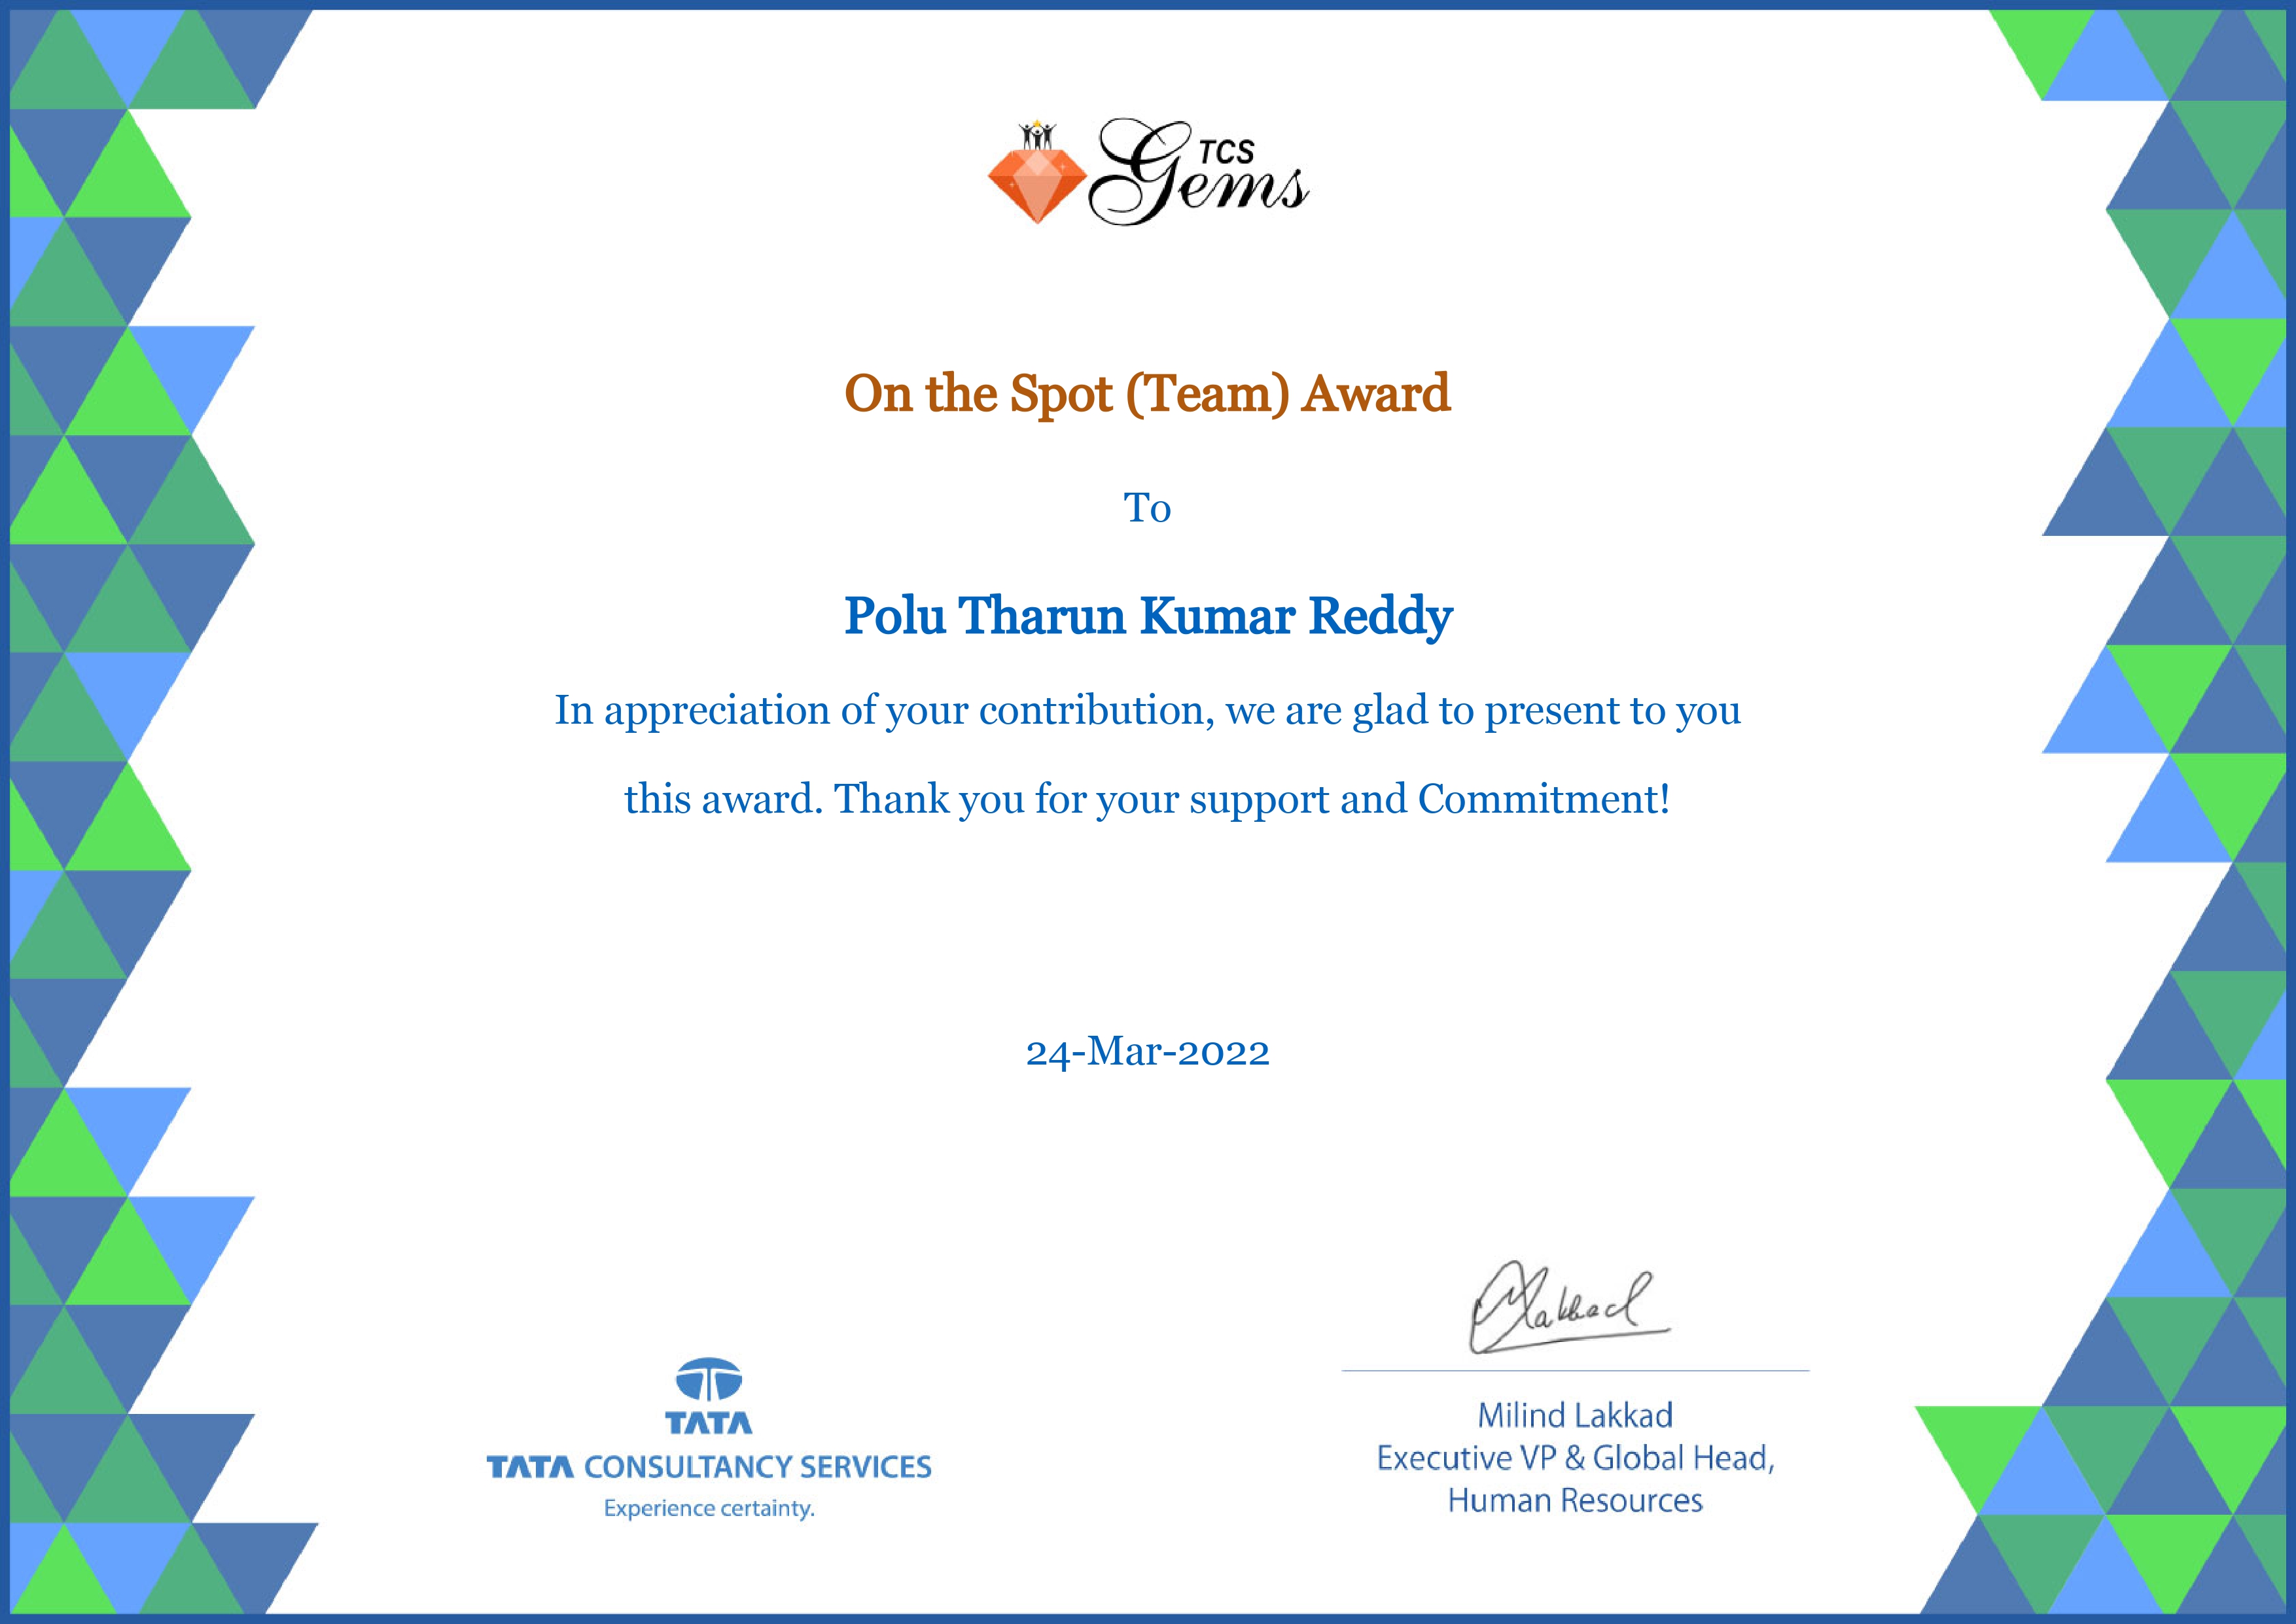 TCS
Gems
On the Spot (Team) Award
To
Polu Tharun Kumar Reddy
In appreciation of your contribution, we are glad to present to you
this award. Thank you for your support and Commitment!
24-Mar-2022
Lakkad
TATA
TATA CONSULTANCY SERVICES
Experience certainty.
Milind Lakkad
Executive VP & Global Head,
Human Resources